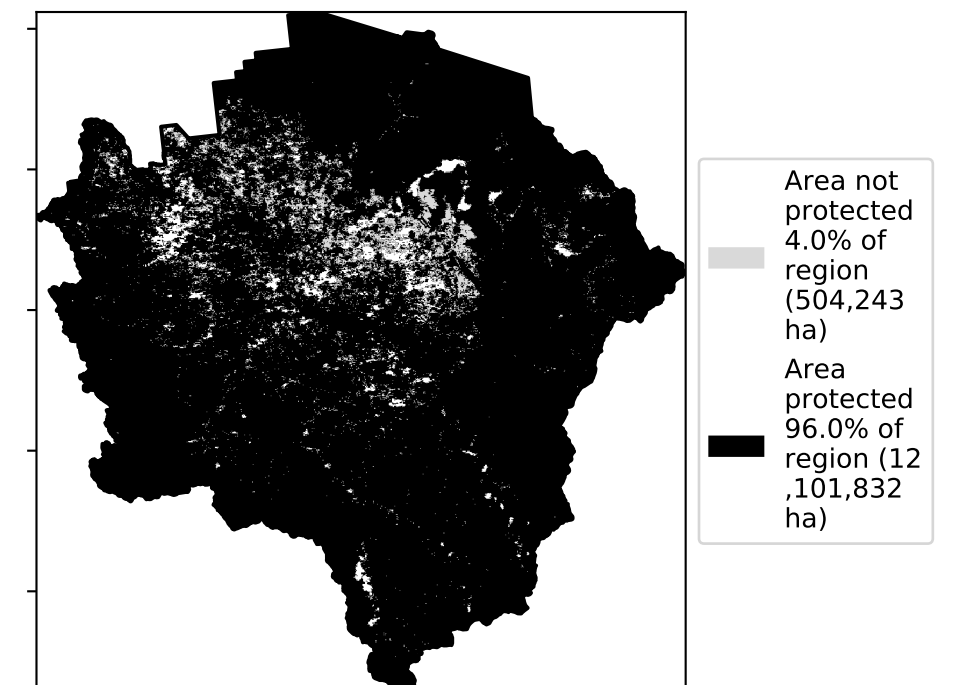 Area not
protected
4.0% of
region
(504,243
ha)
Area
protected
96.0% of
region (12
,101,832
ha)